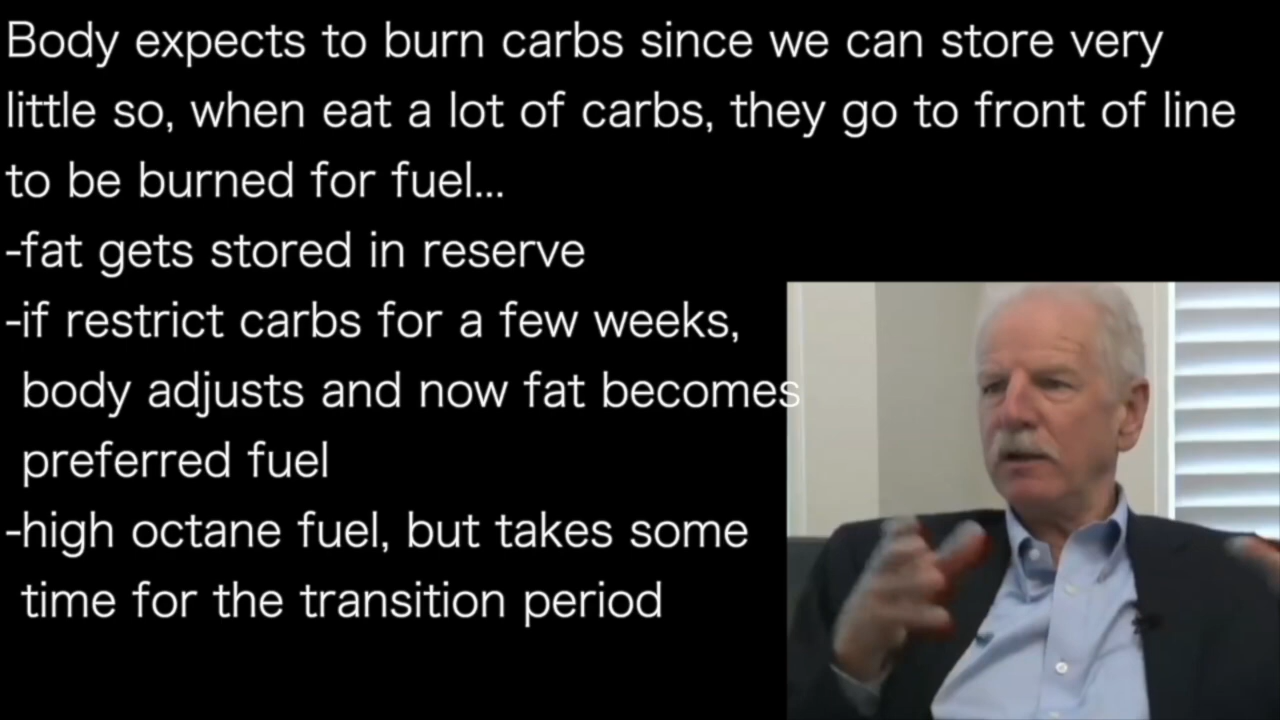 Body expects to burn carbs since we can store very
little so, when eat a lot of carbs, they go to front of line
to be burned for fuel...
-fat gets stored in reserve
-if restrict carbs for a few weeks,
body adjusts and now fat becomes
preferred fuel
-high octane fuel, but takes some
time for the transition period